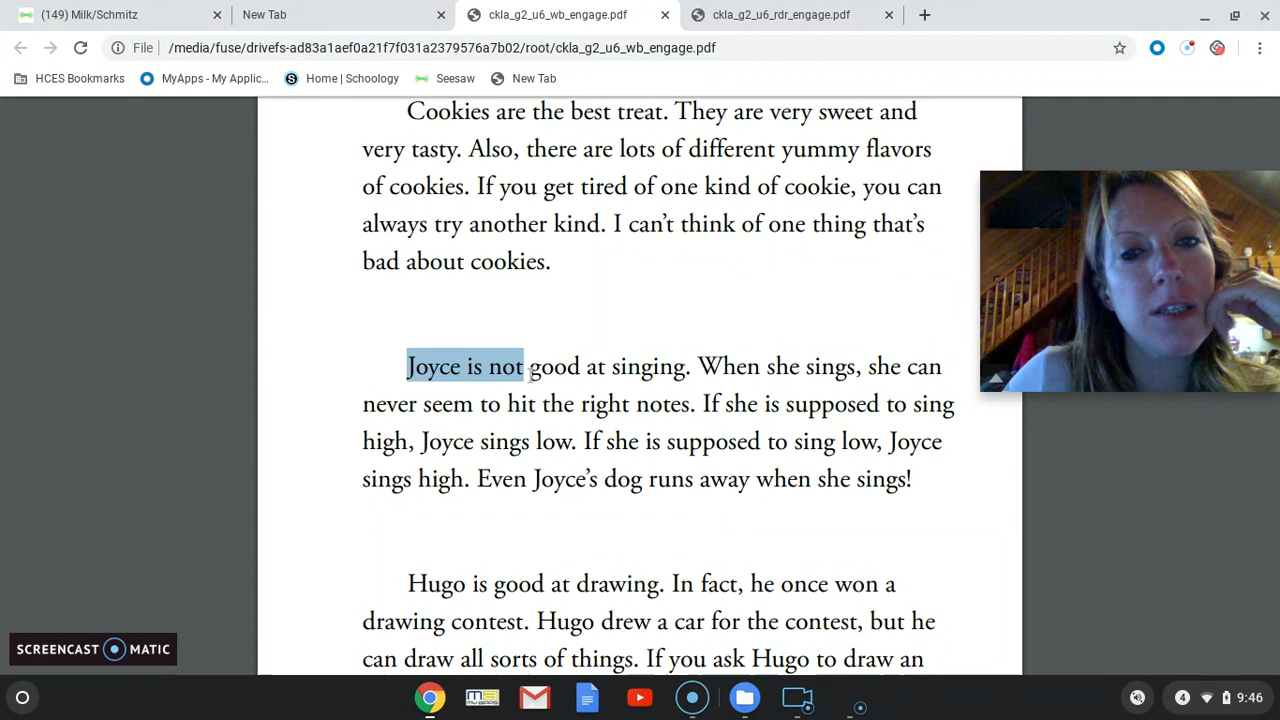 (149) Milk/Schmitz
New Tab
ckla_g2_u6_wb_engage.pdf
ckla_g2_u6_rdr_engage.pdf
File
/media/fuse/drivefs-ad83a1aef0a21f7f031a2379576a7b02/root/ckla_g2_u6_wb_engage.pdf
HCES Bookmarks
MyApps - My Applic...
Home | Schoology
Seesaw
New Tab
Cookies are the best treat. They are very sweet and
very tasty. Also, there are lots of different yummy flavors
of cookies. If you get tired of one kind of cookie, you can
always try another kind. I can’t think of one thing that’s
bad about cookies.
Joyce is not good at singing. When she sings, she can
never seem to hit the right notes. If she is supposed to sing
high, Joyce sings low. If she is supposed to sing low, Joyce
sings high. Even Joyce’s dog runs away when she sings!
Hugo is good at drawing. In fact, he once won a
drawing contest. Hugo drew a car for the contest, but he
can draw all sorts of things. If you ask Hugo to draw an
SCREENCAST MATIC
4
9:46